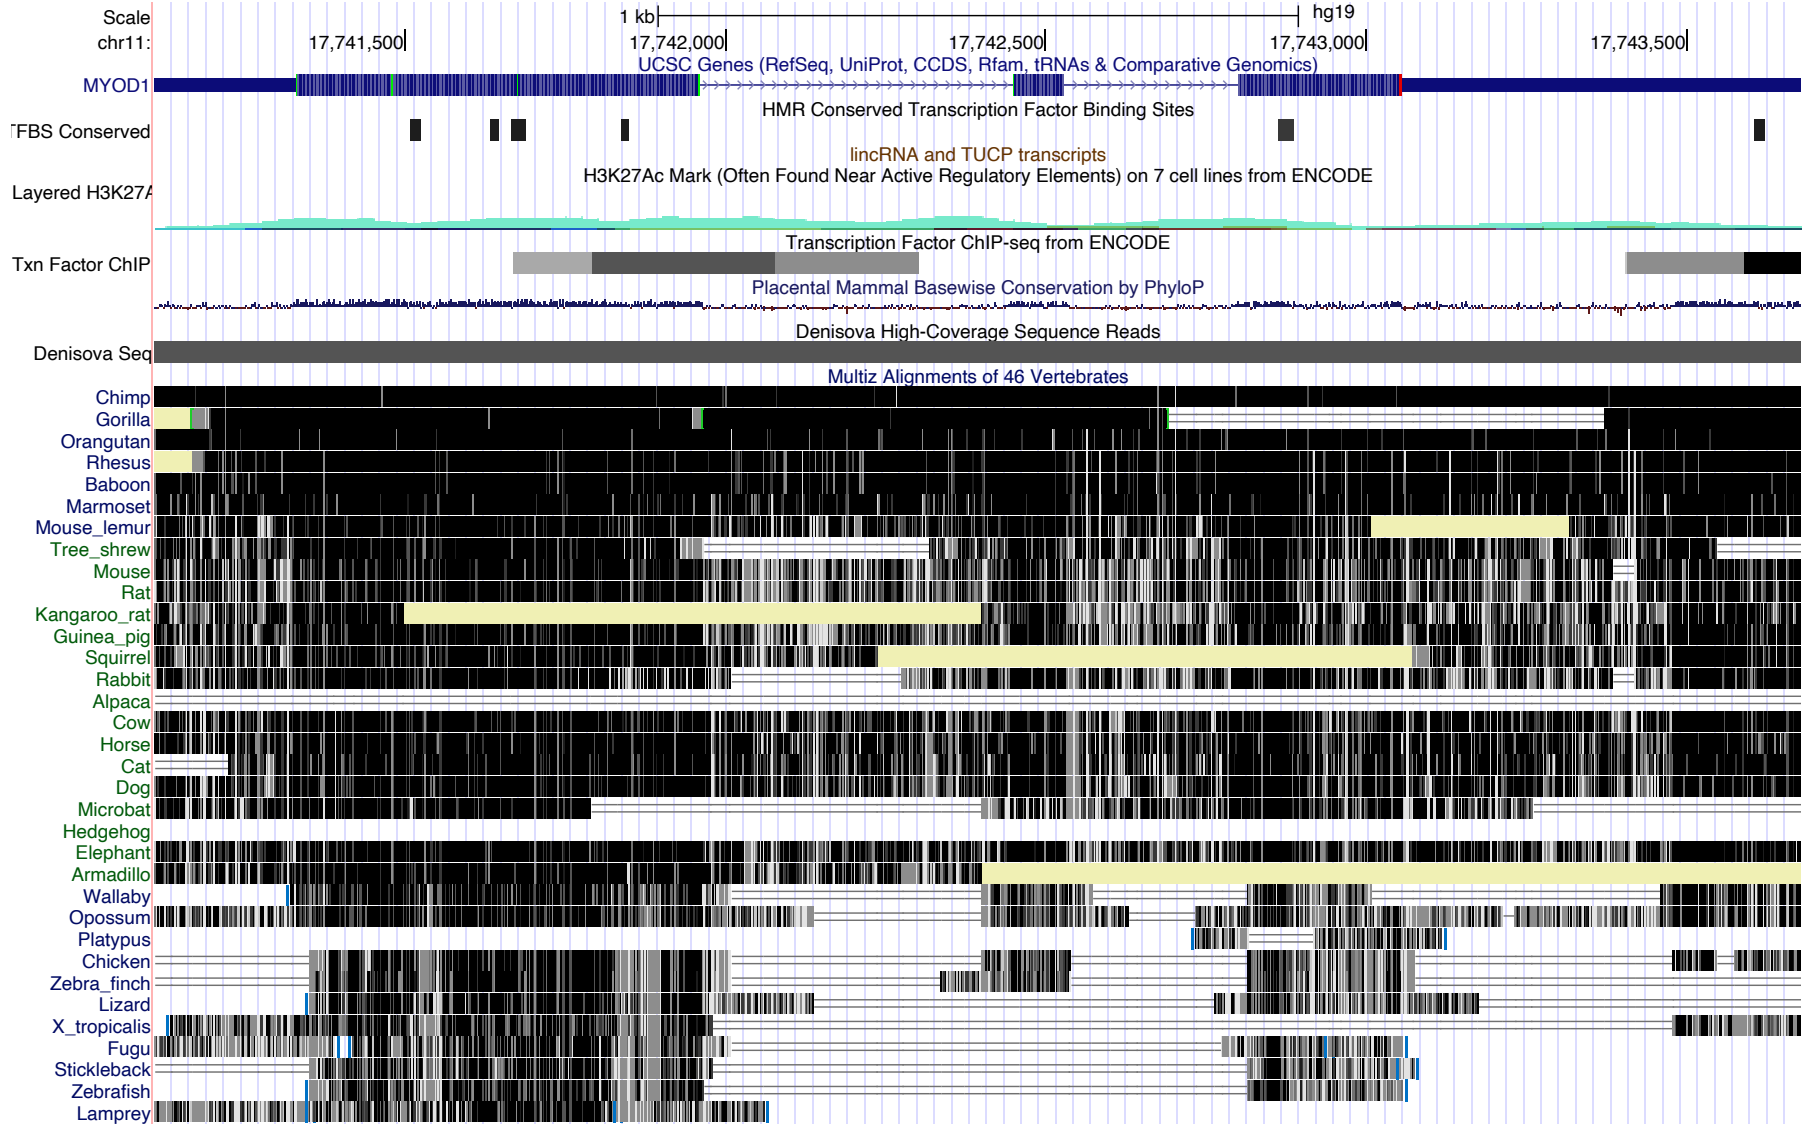 Scale 1 kb hg19
chr11: 17,741,500 17,742,000 17,742,500 17,743,000 17,743,500
UCSC Genes (RefSeq, UniProt, CCDS, Rfam, tRNAs & Comparative Genomics)
MYOD1
HMR Conserved Transcription Factor Binding Sites
TFBS Conserved
lincRNA and TUCP transcripts
H3K27Ac Mark (Often Found Near Active Regulatory Elements) on 7 cell lines from ENCODE
Layered H3K27A
Transcription Factor ChIP-seq from ENCODE
Txn Factor ChIP
Placental Mammal Basewise Conservation by PhyloP
Denisova High-Coverage Sequence Reads
Denisova Seq
Multiz Alignments of 46 Vertebrates
Chimp
Gorilla
Orangutan
Rhesus
Baboon
Marmoset
Mouse_lemur
Tree_shrew
Mouse
Rat
Kangaroo_rat
Guinea_pig
Squirrel
Rabbit
Alpaca
Cow
Horse
Cat
Dog
Microbat
Hedgehog
Elephant
Armadillo
Wallaby
Opossum
Platypus
Chicken
Zebra_finch
Lizard
X_tropicalis
Fugu
Stickleback
Zebrafish
Lamprey